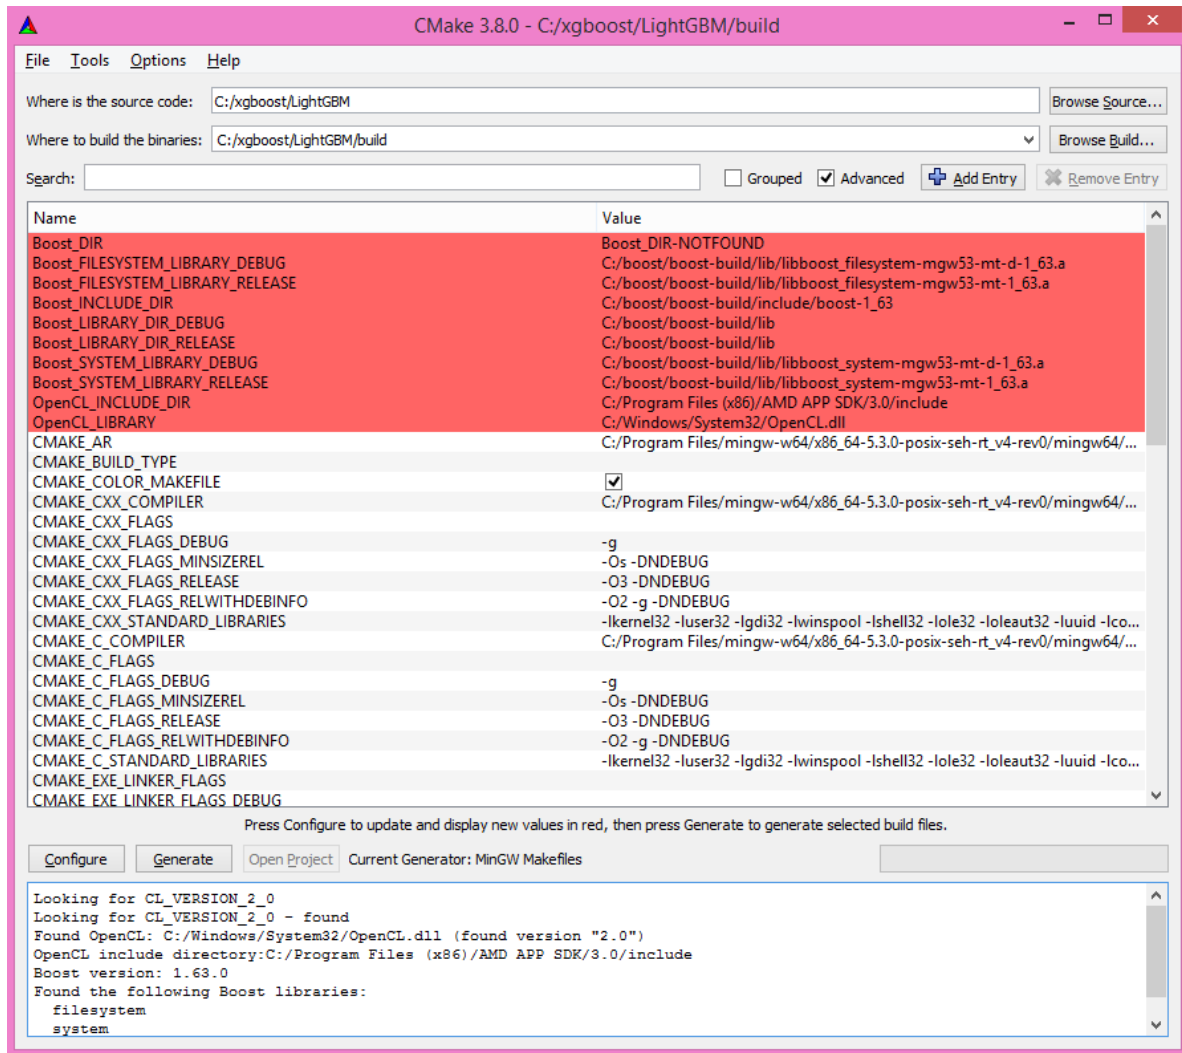 CMake 3.8.0 - C:/xgboost/LightGBM/build
File Tools Options Help
Where is the source code: C:/xgboost/LightGBM Browse Source...
Where to build the binaries: C:/xgboost/LightGBM/build Browse Build...
Search: Grouped Advanced Add Entry Remove Entry
Name Value
Boost_DIR Boost_DIR-NOTFOUND
Boost_FILESYSTEM_LIBRARY_DEBUG C:/boost/boost-build/lib/libboost_filesystem-mgw53-mt-d-1_63.a
Boost_FILESYSTEM_LIBRARY_RELEASE C:/boost/boost-build/lib/libboost_filesystem-mgw53-mt-1_63.a
Boost_INCLUDE_DIR C:/boost/boost-build/include/boost-1_63
Boost_LIBRARY_DIR_DEBUG C:/boost/boost-build/lib
Boost_LIBRARY_DIR_RELEASE C:/boost/boost-build/lib
Boost_SYSTEM_LIBRARY_DEBUG C:/boost/boost-build/lib/libboost_system-mgw53-mt-d-1_63.a
Boost_SYSTEM_LIBRARY_RELEASE C:/boost/boost-build/lib/libboost_system-mgw53-mt-1_63.a
OpenCL_INCLUDE_DIR C:/Program Files (x86)/AMD APP SDK/3.0/include
OpenCL_LIBRARY C:/Windows/System32/OpenCL.dll
CMAKE_AR C:/Program Files/mingw-w64/x86_64-5.3.0-posix-seh-rt_v4-rev0/mingw64/...
CMAKE_BUILD_TYPE
CMAKE_COLOR_MAKEFILE
CMAKE_CXX_COMPILER C:/Program Files/mingw-w64/x86_64-5.3.0-posix-seh-rt_v4-rev0/mingw64/...
CMAKE_CXX_FLAGS
CMAKE_CXX_FLAGS_DEBUG -g
CMAKE_CXX_FLAGS_MINSIZEREL -Os -DNDEBUG
CMAKE_CXX_FLAGS_RELEASE -O3 -DNDEBUG
CMAKE_CXX_FLAGS_RELWITHDEBINFO -O2 -g -DNDEBUG
CMAKE_CXX_STANDARD_LIBRARIES -lkernel32 -luser32 -lgdi32 -lwinspool -lshell32 -lole32 -loleaut32 -luuid -lco...
CMAKE_C_COMPILER C:/Program Files/mingw-w64/x86_64-5.3.0-posix-seh-rt_v4-rev0/mingw64/...
CMAKE_C_FLAGS
CMAKE_C_FLAGS_DEBUG -g
CMAKE_C_FLAGS_MINSIZEREL -Os -DNDEBUG
CMAKE_C_FLAGS_RELEASE -O3 -DNDEBUG
CMAKE_C_FLAGS_RELWITHDEBINFO -O2 -g -DNDEBUG
CMAKE_C_STANDARD_LIBRARIES -lkernel32 -luser32 -lgdi32 -lwinspool -lshell32 -lole32 -loleaut32 -luuid -lco...
CMAKE_EXE_LINKER_FLAGS
CMAKE_EXE_LINKER_FLAGS_DEBUG
Press Configure to update and display new values in red, then press Generate to generate selected build files.
Configure Generate Open Project Current Generator: MinGW Makefiles
Looking for CL_VERSION_2_0
Looking for CL_VERSION_2_0 - found
Found OpenCL: C:/Windows/System32/OpenCL.dll (found version "2.0")
OpenCL include directory:C:/Program Files (x86)/AMD APP SDK/3.0/include
Boost version: 1.63.0
Found the following Boost libraries:
filesystem
system